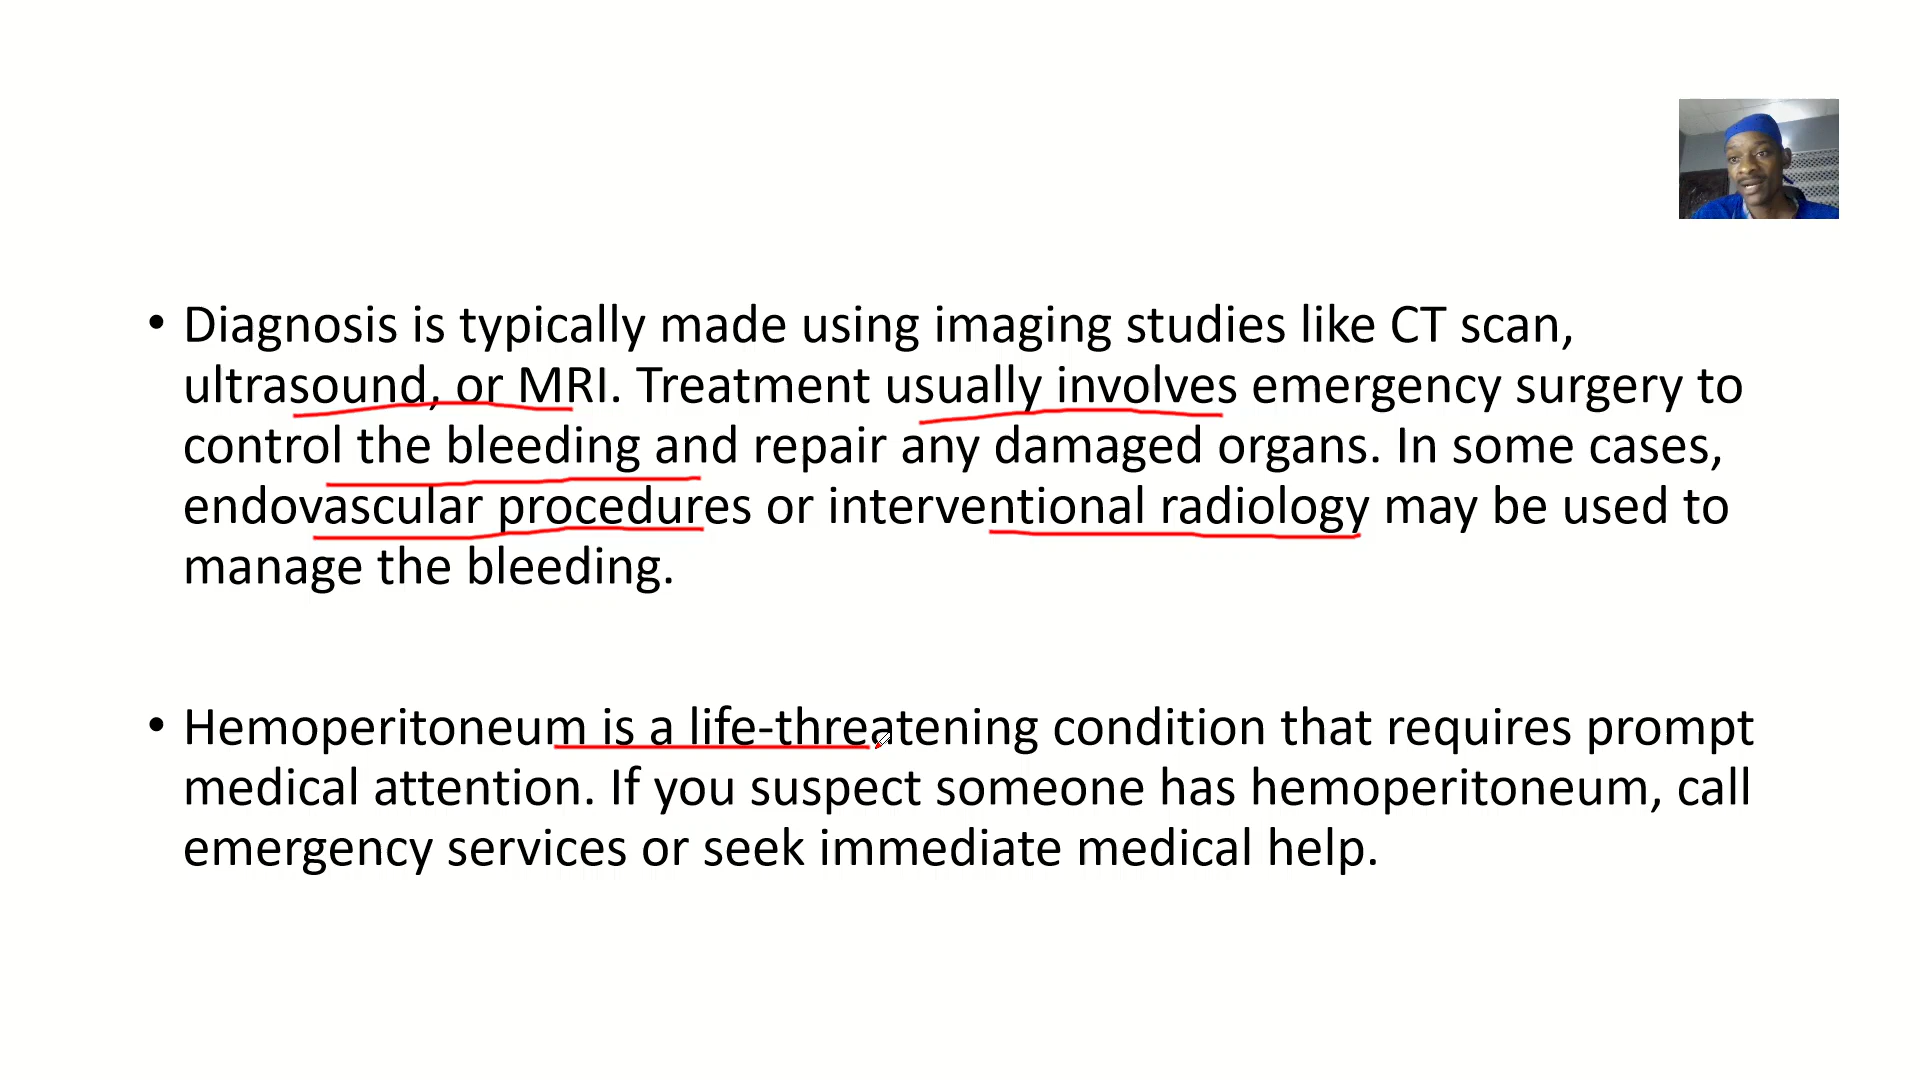 • Diagnosis is typically made using imaging studies like CT scan,
ultrasound, or MRI. Treatment usually involves emergency surgery to
control the bleeding and repair any damaged organs. In some cases,
endovascular procedures or interventional radiology may be used to
manage the bleeding.
• Hemoperitoneum is a life-threatening condition that requires prompt
medical attention. If you suspect someone has hemoperitoneum, call
emergency services or seek immediate medical help.